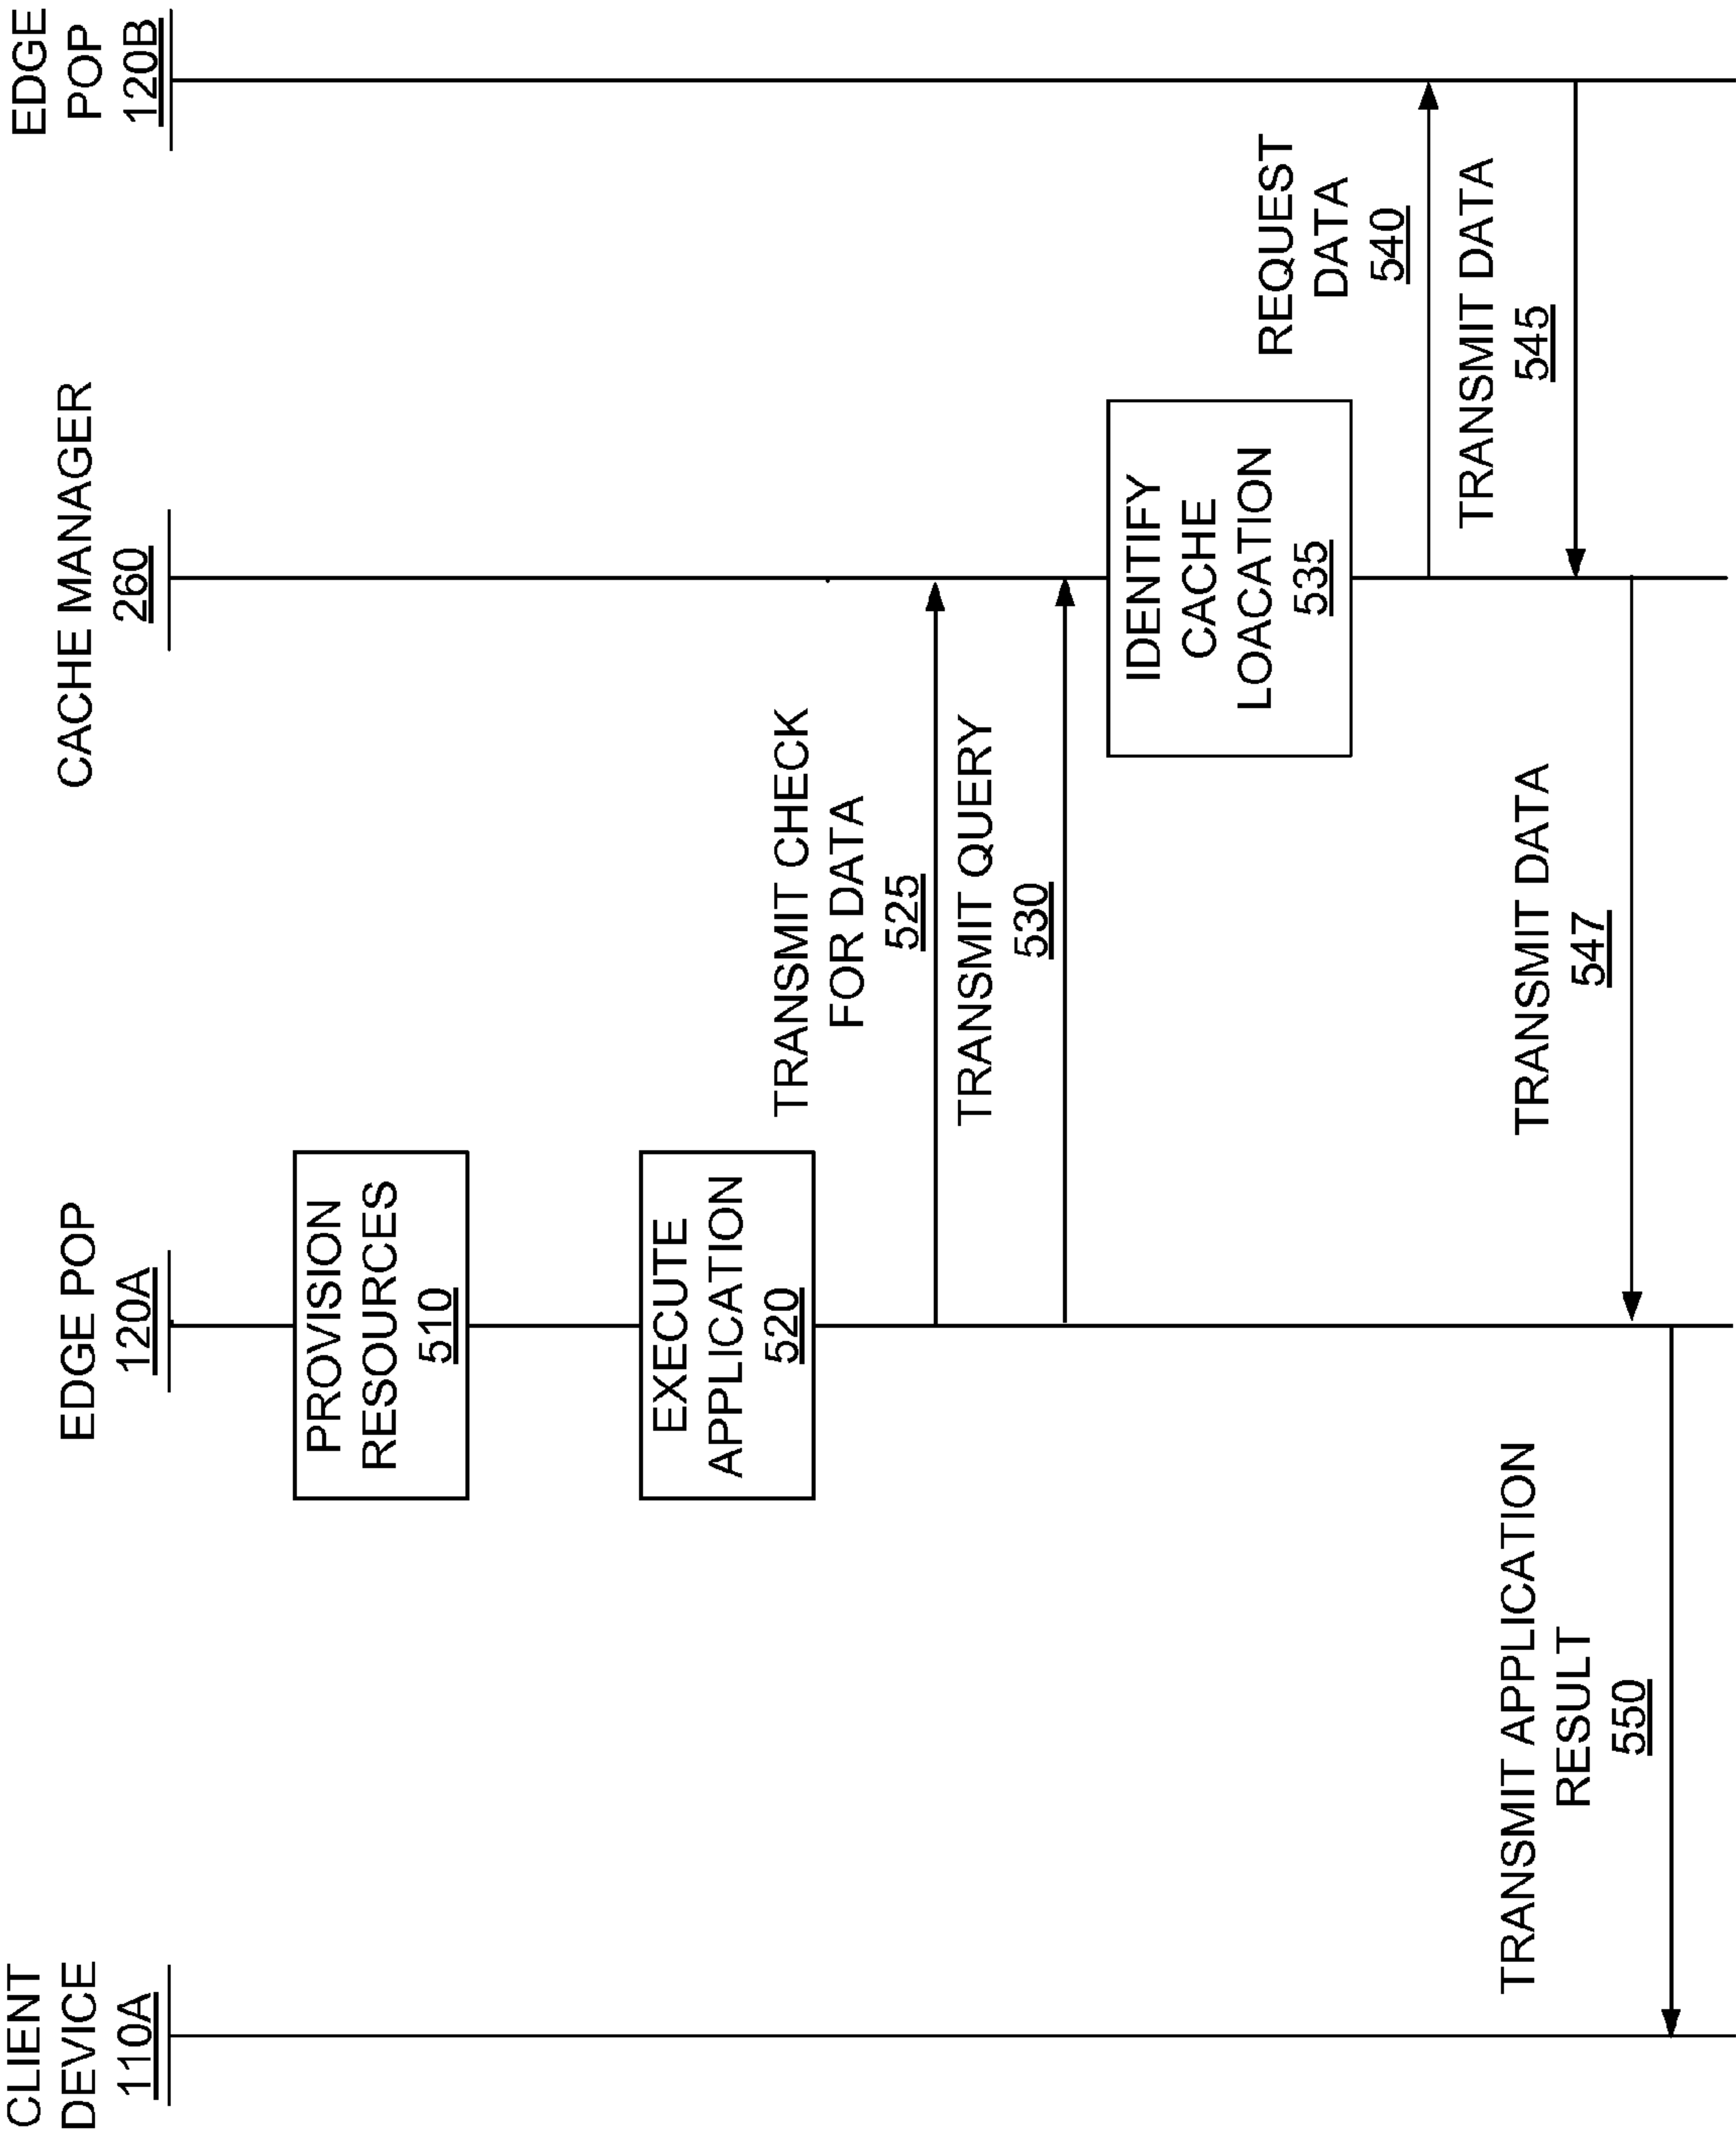 CLIENT
DEVICE
110A
EDGE POP
120A
CACHE MANAGER
260
EDGE
POP
120B
PROVISION
RESOURCES
510
EXECUTE
APPLICATION
520
TRANSMIT CHECK
FOR DATA
525
TRANSMIT QUERY
530
IDENTIFY
CACHE
LOACATION
535
REQUEST
DATA
540
TRANSMIT DATA
545
TRANSMIT DATA
547
TRANSMIT APPLICATION
RESULT
550